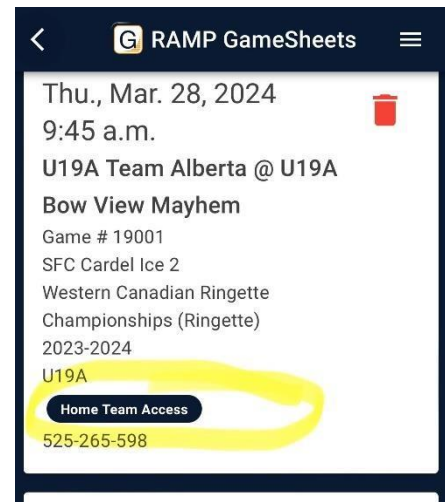 G RAMP GameSheets
Thu., Mar. 28, 2024
9:45 a.m.
U19A Team Alberta @ U19A
Bow View Mayhem
Game # 19001
SFC Cardel Ice 2
Western Canadian Ringette
Championships (Ringette)
2023-2024
U19A
Home Team Access
525-265-598